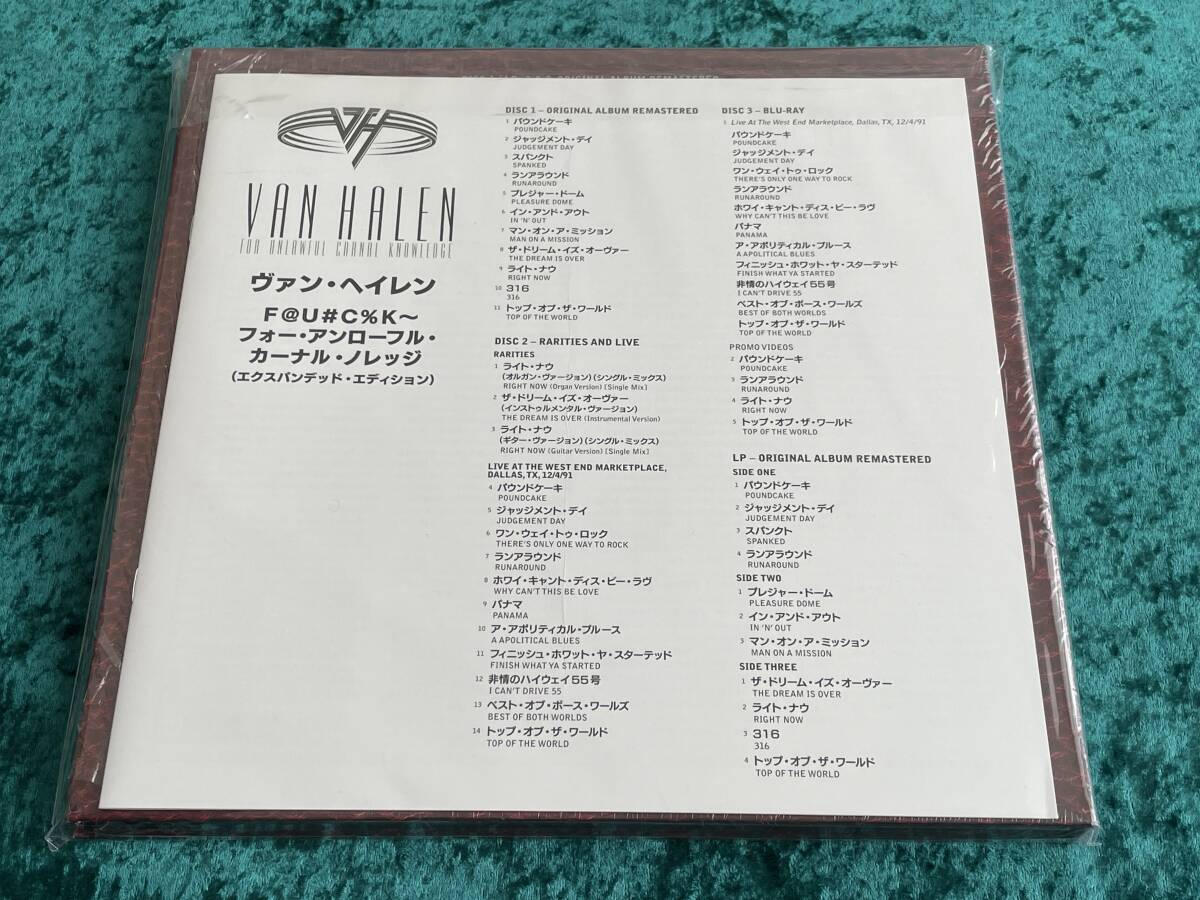 VAN HALEN
FOR UNLAWFUL CARNAL KNOWLEDGE
ヴァン・ヘイレン
F@U#C%K～
フォー・アンローフル・
カーナル・ノレッジ
（エクスパンデッド・エディション）
DISC 1 – ORIGINAL ALBUM REMASTERED
1 パウンドケーキ
POUNDCAKE
2 ジャッジメント・デイ
JUDGEMENT DAY
3 スパンクト
SPANKED
4 ランアラウンド
RUNAROUND
5 プレジャー・ドーム
PLEASURE DOME
6 イン・アンド・アウト
IN 'N' OUT
7 マン・オン・ア・ミッション
MAN ON A MISSION
8 ザ・ドリーム・イズ・オーヴァー
THE DREAM IS OVER
9 ライト・ナウ
RIGHT NOW
10 316
316
11 トップ・オブ・ザ・ワールド
TOP OF THE WORLD
DISC 2 – RARITIES AND LIVE
RARITIES
1 ライト・ナウ
（オルガン・ヴァージョン）（シングル・ミックス）
RIGHT NOW (Organ Version) [Single Mix]
2 ザ・ドリーム・イズ・オーヴァー
（インストゥルメンタル・ヴァージョン）
THE DREAM IS OVER (Instrumental Version)
3 ライト・ナウ
（ギター・ヴァージョン）（シングル・ミックス）
RIGHT NOW (Guitar Version) [Single Mix]
LIVE AT THE WEST END MARKETPLACE,
DALLAS, TX, 12/4/91
4 パウンドケーキ
POUNDCAKE
5 ジャッジメント・デイ
JUDGEMENT DAY
6 ワン・ウェイ・トゥ・ロック
THERE'S ONLY ONE WAY TO ROCK
7 ランアラウンド
RUNAROUND
8 ホワイ・キャント・ディス・ビー・ラヴ
WHY CAN'T THIS BE LOVE
9 パナマ
PANAMA
10 ア・アポリティカル・ブルース
A APOLITICAL BLUES
11 フィニッシュ・ホワット・ヤ・スターテッド
FINISH WHAT YA STARTED
12 非情のハイウェイ55号
I CAN'T DRIVE 55
13 ベスト・オブ・ボース・ワールズ
BEST OF BOTH WORLDS
14 トップ・オブ・ザ・ワールド
TOP OF THE WORLD
DISC 3 – BLU-RAY
1 Live At The West End Marketplace, Dallas, TX, 12/4/91
パウンドケーキ
POUNDCAKE
ジャッジメント・デイ
JUDGEMENT DAY
ワン・ウェイ・トゥ・ロック
THERE'S ONLY ONE WAY TO ROCK
ランアラウンド
RUNAROUND
ホワイ・キャント・ディス・ビー・ラヴ
WHY CAN'T THIS BE LOVE
パナマ
PANAMA
ア・アポリティカル・ブルース
A APOLITICAL BLUES
フィニッシュ・ホワット・ヤ・スターテッド
FINISH WHAT YA STARTED
非情のハイウェイ55号
I CAN'T DRIVE 55
ベスト・オブ・ボース・ワールズ
BEST OF BOTH WORLDS
トップ・オブ・ザ・ワールド
TOP OF THE WORLD
PROMO VIDEOS
2 パウンドケーキ
POUNDCAKE
3 ランアラウンド
RUNAROUND
4 ライト・ナウ
RIGHT NOW
5 トップ・オブ・ザ・ワールド
TOP OF THE WORLD
LP – ORIGINAL ALBUM REMASTERED
SIDE ONE
1 パウンドケーキ
POUNDCAKE
2 ジャッジメント・デイ
JUDGEMENT DAY
3 スパンクト
SPANKED
4 ランアラウンド
RUNAROUND
SIDE TWO
1 プレジャー・ドーム
PLEASURE DOME
2 イン・アンド・アウト
IN 'N' OUT
3 マン・オン・ア・ミッション
MAN ON A MISSION
SIDE THREE
1 ザ・ドリーム・イズ・オーヴァー
THE DREAM IS OVER
2 ライト・ナウ
RIGHT NOW
3 316
316
4 トップ・オブ・ザ・ワールド
TOP OF THE WORLD